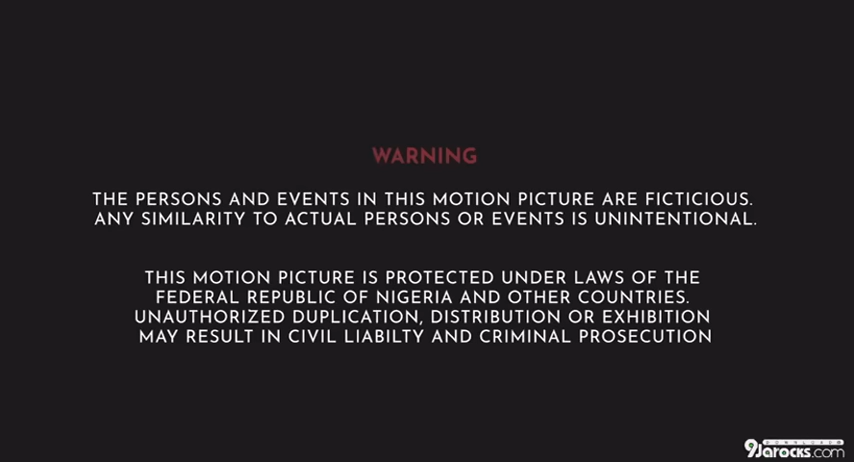 WARNING
THE PERSONS AND EVENTS IN THIS MOTION PICTURE ARE FICTICIOUS.
ANY SIMILARITY TO ACTUAL PERSONS OR EVENTS IS UNINTENTIONAL.
THIS MOTION PICTURE IS PROTECTED UNDER LAWS OF THE
FEDERAL REPUBLIC OF NIGERIA AND OTHER COUNTRIES.
UNAUTHORIZED DUPLICATION, DISTRIBUTION OR EXHIBITION
MAY RESULT IN CIVIL LIABILTY AND CRIMINAL PROSECUTION
9Jarocks.com